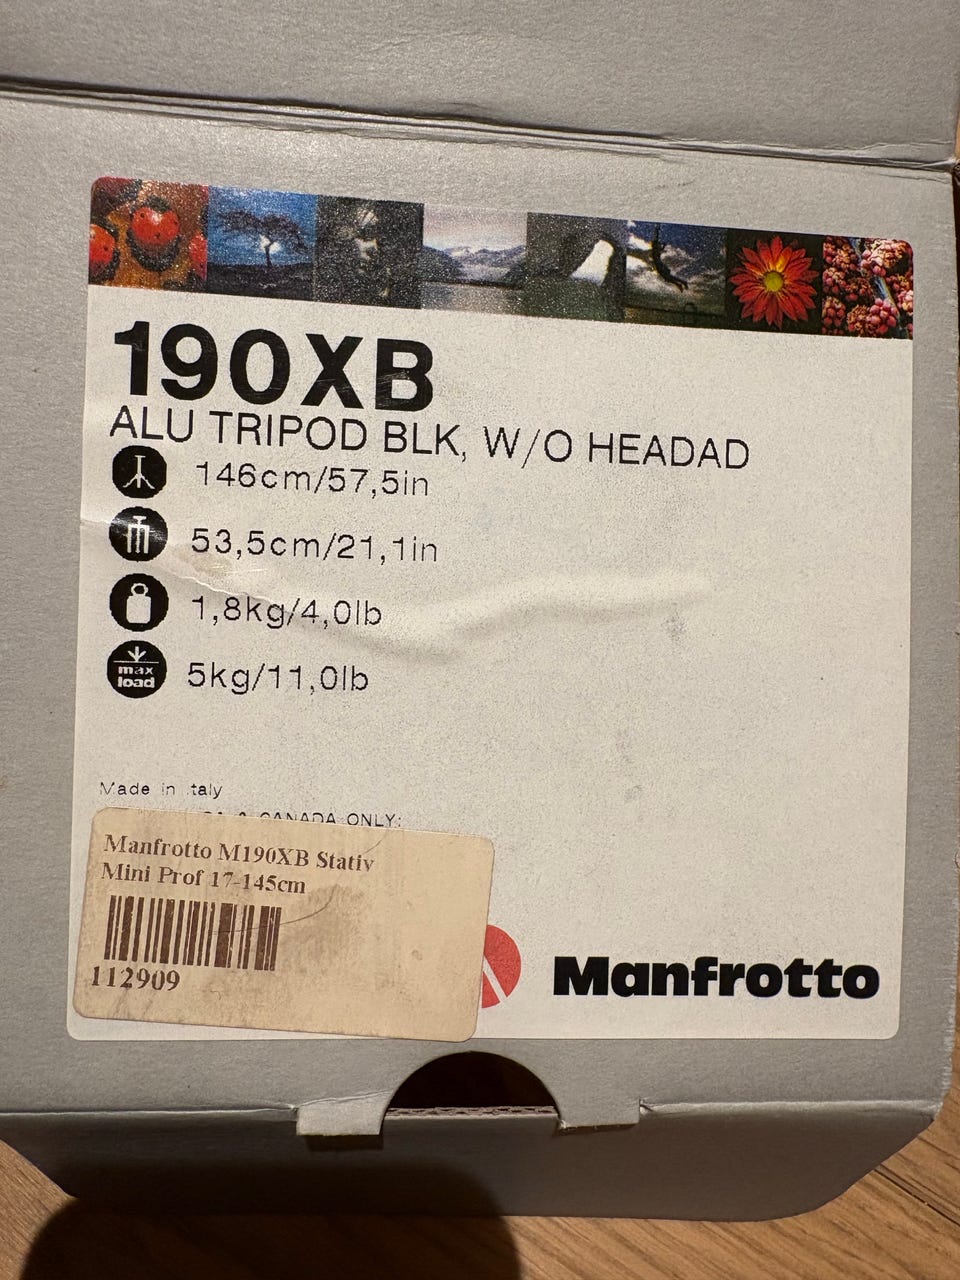 190XB
ALU TRIPOD BLK, W/O HEADAD
146cm/57,5in
53,5cm/21,1in
1,8kg/4,0lb
max
load
5kg/11,0lb
Made in taly
& CANADA ONLY:
Manfrotto M190XB Stativ
Mini Prof 17-145cm
112909
Manfrotto